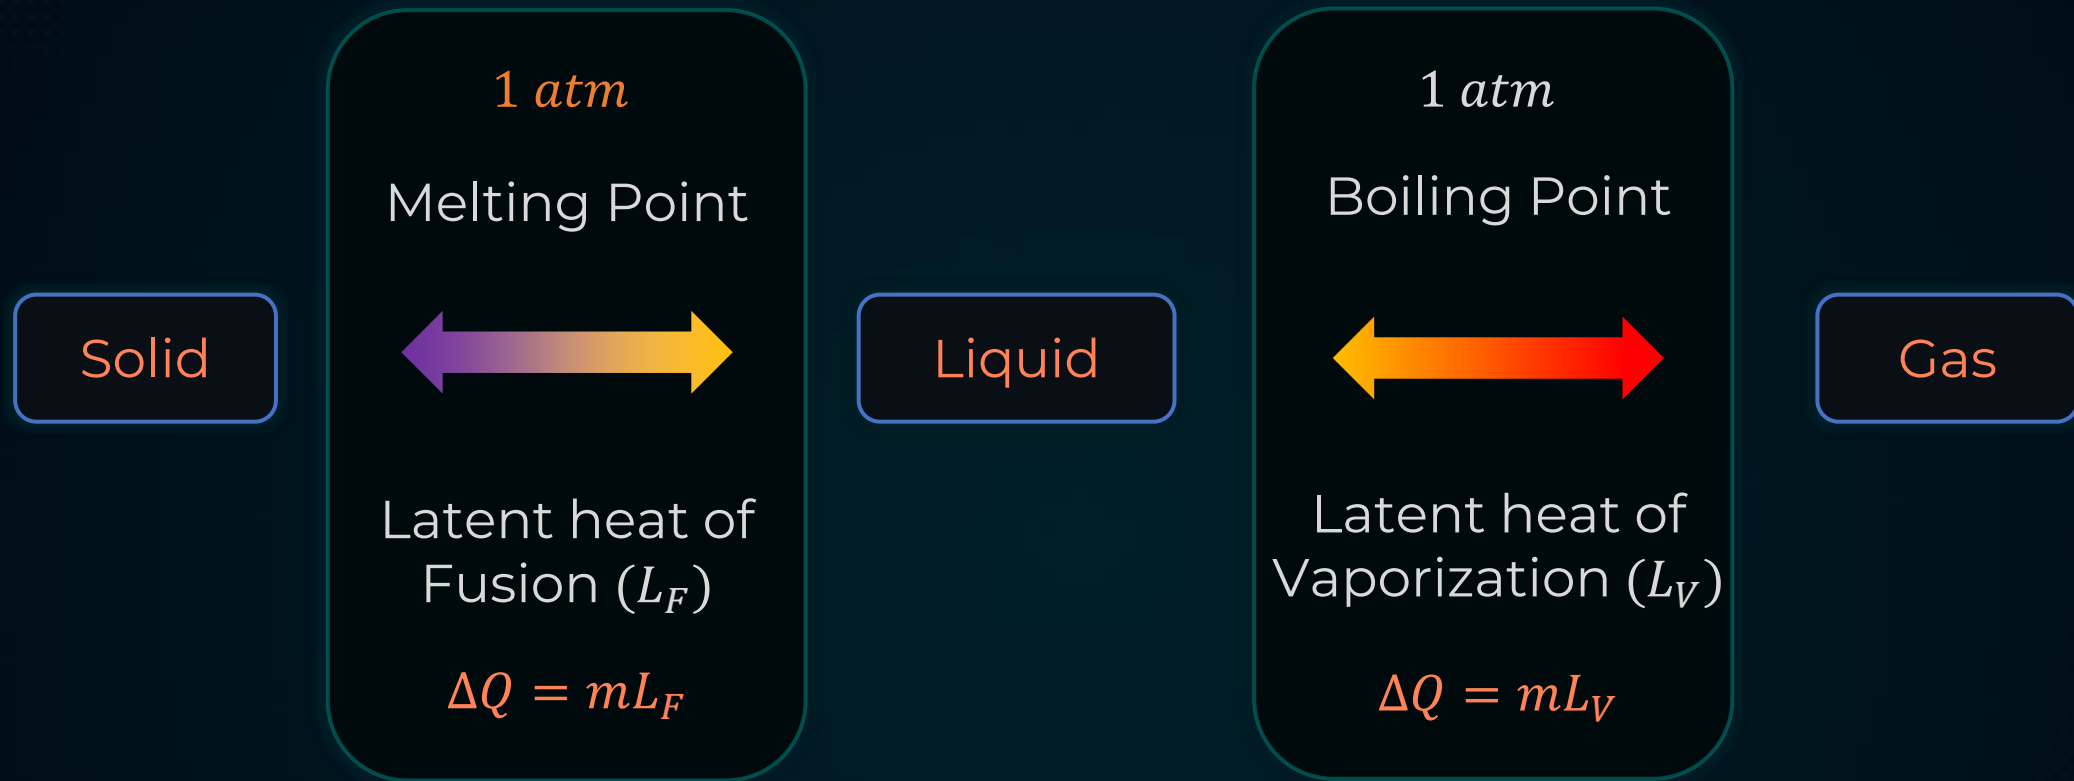 1 atm
Melting Point
Solid
Latent heat of
Fusion (L_F)
ΔQ = mL_F
Liquid
1 atm
Boiling Point
Latent heat of
Vaporization (L_V)
ΔQ = mL_V
Gas